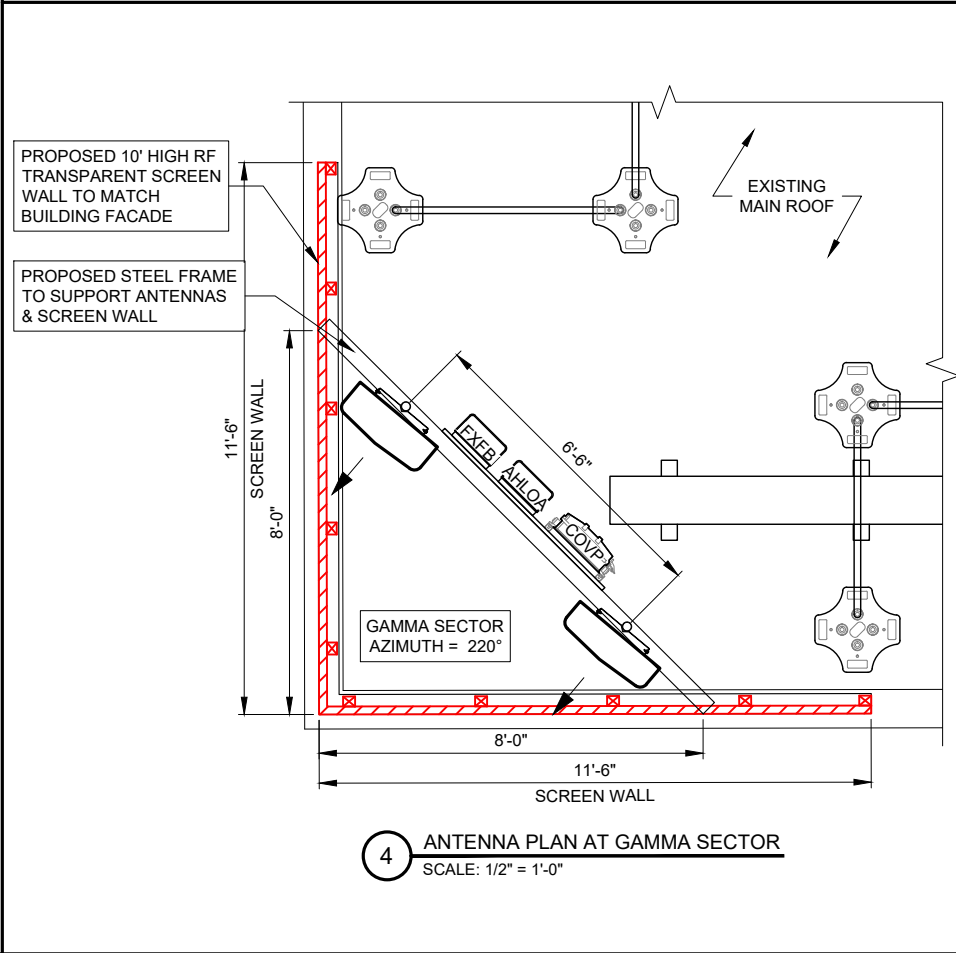 PROPOSED 10' HIGH RF
TRANSPARENT SCREEN
WALL TO MATCH
BUILDING FACADE
PROPOSED STEEL FRAME
TO SUPPORT ANTENNAS
& SCREEN WALL
EXISTING
MAIN ROOF
11'-6"
SCREEN WALL
8'-0"
6'-6"
FXFB
AHLOA
COVP
GAMMA SECTOR
AZIMUTH = 220°
8'-0"
11'-6"
SCREEN WALL
4
ANTENNA PLAN AT GAMMA SECTOR
SCALE: 1/2" = 1'-0"